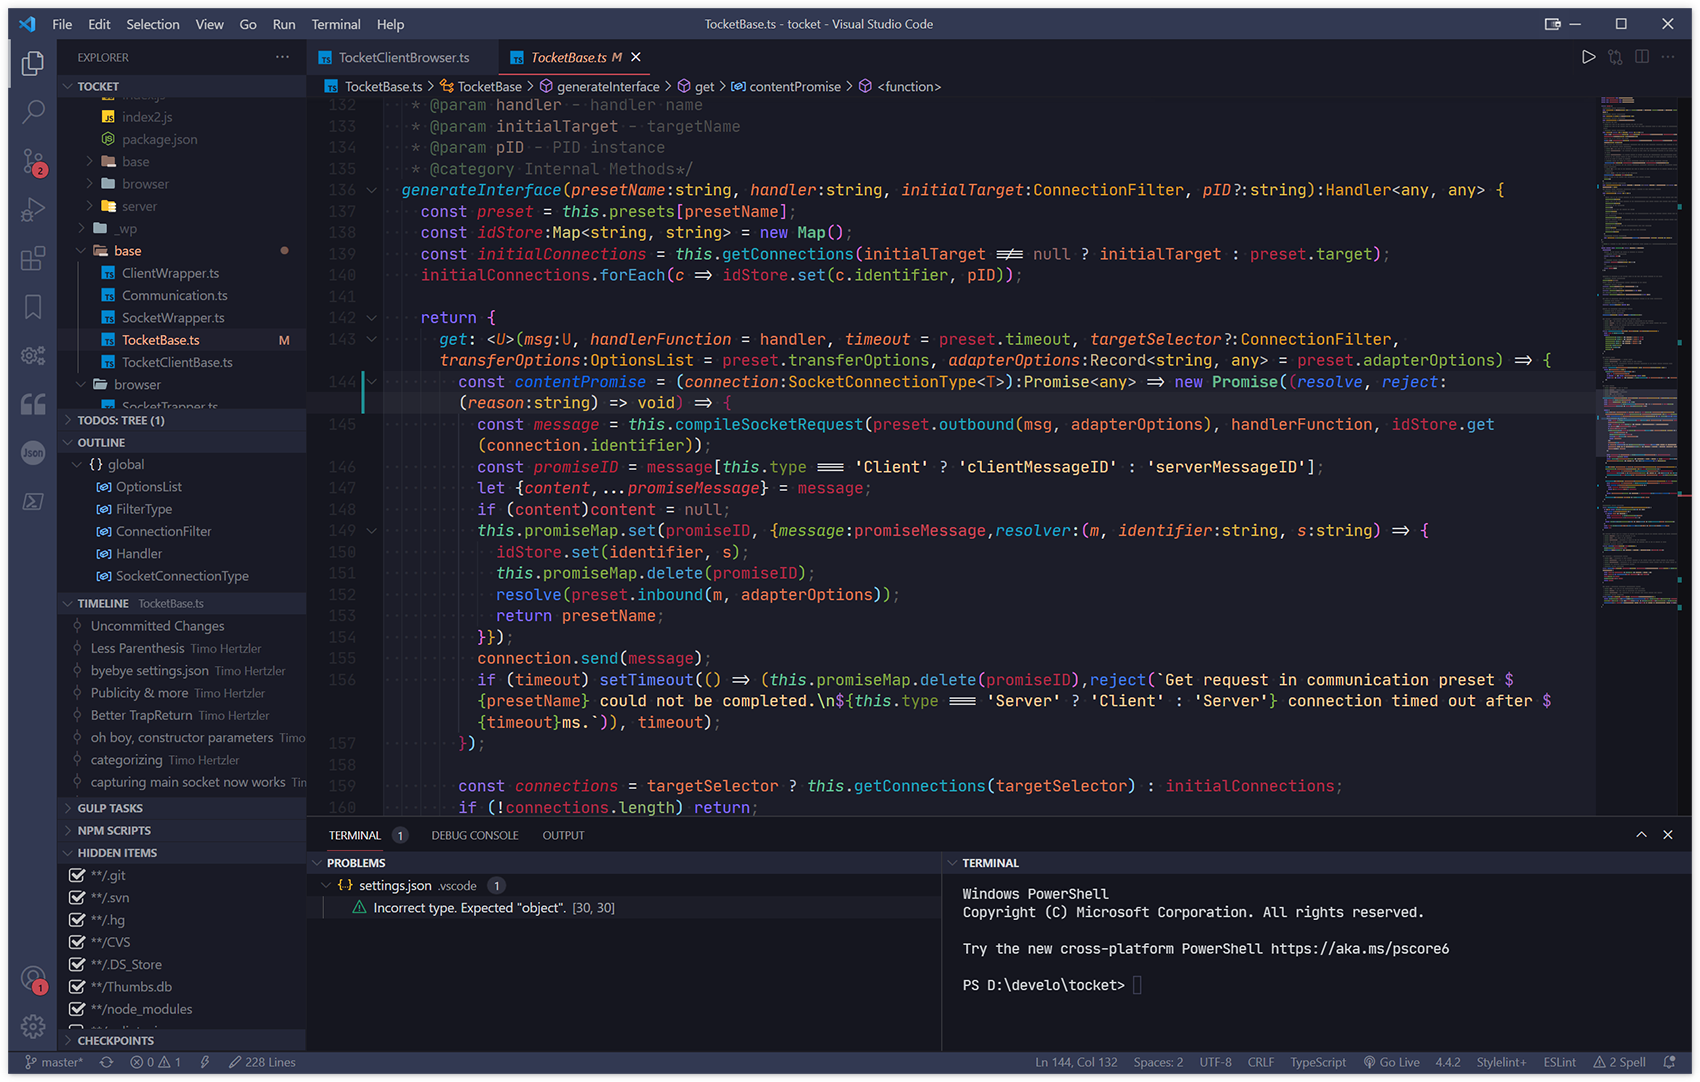 File Edit Selection View Go Run Terminal Help
TocketBase.ts - tocket - Visual Studio Code
EXPLORER ···
TOCKET
index.js
JS index2.js
package.json
base
browser
server
_wp
base
TS ClientWrapper.ts
TS Communication.ts
TS SocketWrapper.ts
TS TocketBase.ts M
TS TocketClientBase.ts
browser
SocketTrapper.ts
TODOS: TREE (1)
OUTLINE
{} global
OptionsList
FilterType
ConnectionFilter
Handler
SocketConnectionType
TIMELINE TocketBase.ts
Uncommitted Changes
Less Parenthesis Timo Hertzler
byebye settings.json Timo Hertzler
Publicity & more Timo Hertzler
Better TrapReturn Timo Hertzler
oh boy, constructor parameters Timo
categorizing Timo Hertzler
capturing main socket now works Tim
GULP TASKS
NPM SCRIPTS
HIDDEN ITEMS
**/.git
**/.svn
**/.hg
**/CVS
**/.DS_Store
**/Thumbs.db
**/node_modules
CHECKPOINTS
2
Json
1
TS TocketClientBrowser.ts
TS TocketBase.ts M
TS TocketBase.ts > TocketBase > generateInterface > get > contentPromise > <function>
132 * @param handler - handler name
133 * @param initialTarget - targetName
134 * @param pID - PID instance
135 * @category Internal Methods*/
136 generateInterface(presetName:string, handler:string, initialTarget:ConnectionFilter, pID?:string):Handler<any, any> {
137 const preset = this.presets[presetName];
138 const idStore:Map<string, string> = new Map();
139 const initialConnections = this.getConnections(initialTarget !== null ? initialTarget : preset.target);
140 initialConnections.forEach(c => idStore.set(c.identifier, pID));
141
142 return {
143 get: <U>(msg:U, handlerFunction = handler, timeout = preset.timeout, targetSelector?:ConnectionFilter,
transferOptions:OptionsList = preset.transferOptions, adapterOptions:Record<string, any> = preset.adapterOptions) => {
144 const contentPromise = (connection:SocketConnectionType<T>):Promise<any> => new Promise((resolve, reject:
(reason:string) => void) => {
145 const message = this.compileSocketRequest(preset.outbound(msg, adapterOptions), handlerFunction, idStore.get
(connection.identifier));
146 const promiseID = message[this.type === 'Client' ? 'clientMessageID' : 'serverMessageID'];
147 let {content,...promiseMessage} = message;
148 if (content)content = null;
149 this.promiseMap.set(promiseID, {message:promiseMessage,resolver:(m, identifier:string, s:string) => {
150 idStore.set(identifier, s);
151 this.promiseMap.delete(promiseID);
152 resolve(preset.inbound(m, adapterOptions));
153 return presetName;
154 }});
155 connection.send(message);
156 if (timeout) setTimeout(() => (this.promiseMap.delete(promiseID),reject(`Get request in communication preset $
{presetName} could not be completed.\n${this.type === 'Server' ? 'Client' : 'Server'} connection timed out after $
{timeout}ms.`)), timeout);
157 });
158
159 const connections = targetSelector ? this.getConnections(targetSelector) : initialConnections;
160 if (!connections.length) return;
TERMINAL 1 DEBUG CONSOLE OUTPUT
PROBLEMS
{..} settings.json .vscode 1
Incorrect type. Expected "object". [30, 30]
TERMINAL
Windows PowerShell
Copyright (C) Microsoft Corporation. All rights reserved.
Try the new cross-platform PowerShell https://aka.ms/pscore6
PS D:\develo\tocket>
master* 0 1 228 Lines
Ln 144, Col 132 Spaces: 2 UTF-8 CRLF TypeScript Go Live 4.4.2 Stylelint+ ESLint 2 Spell